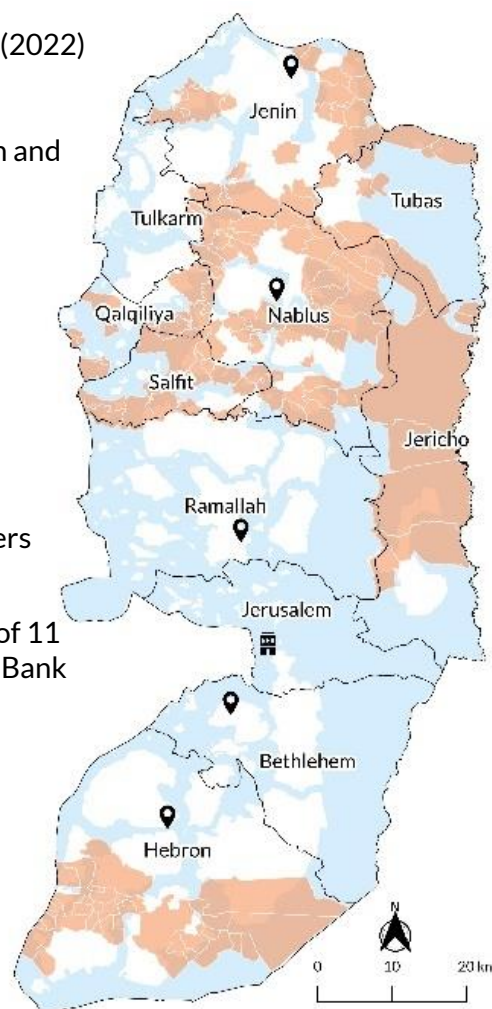 (2022)
Jenin
n and
Tubas
Tulkarm
Qalqiliya
Nablus
Salfit
Jericho
Ramallah
ers
Jerusalem
of 11
Bank
Bethlehem
Hebron
N
0 10 20 km